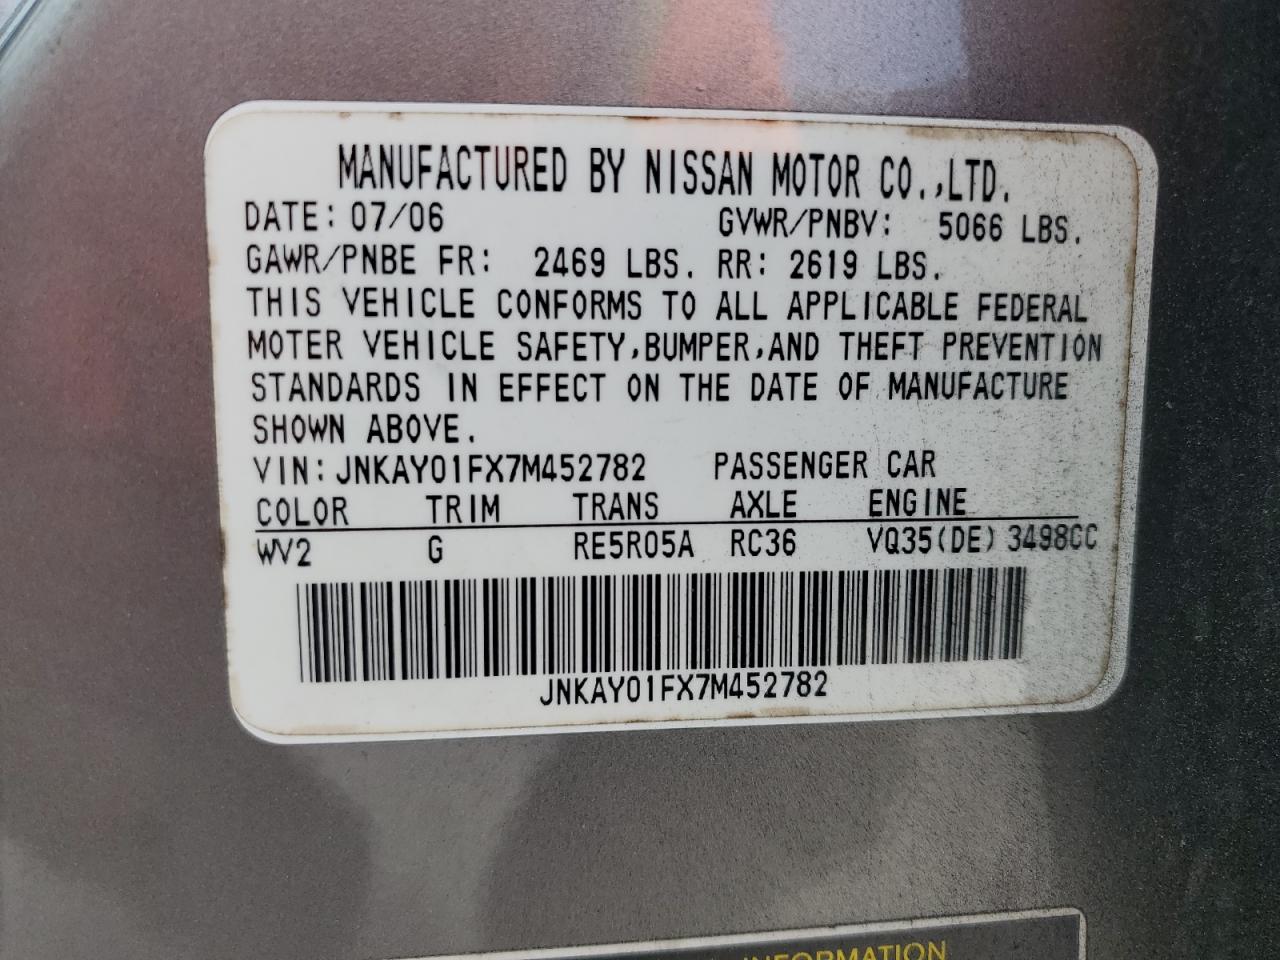 MANUFACTURED BY NISSAN MOTOR CO.,LTD.
DATE: 07/06 GVWR/PNBV: 5066 LBS.
GAWR/PNBE FR: 2469 LBS. RR: 2619 LBS.
THIS VEHICLE CONFORMS TO ALL APPLICABLE FEDERAL
MOTER VEHICLE SAFETY,BUMPER,AND THEFT PREVENTION
STANDARDS IN EFFECT ON THE DATE OF MANUFACTURE
SHOWN ABOVE.
VIN: JNKAY01FX7M452782 PASSENGER CAR
COLOR TRIM TRANS AXLE ENGINE
WV2 G RE5R05A RC36 VQ35(DE) 3498CC
JNKAY01FX7M452782
INFORMATION